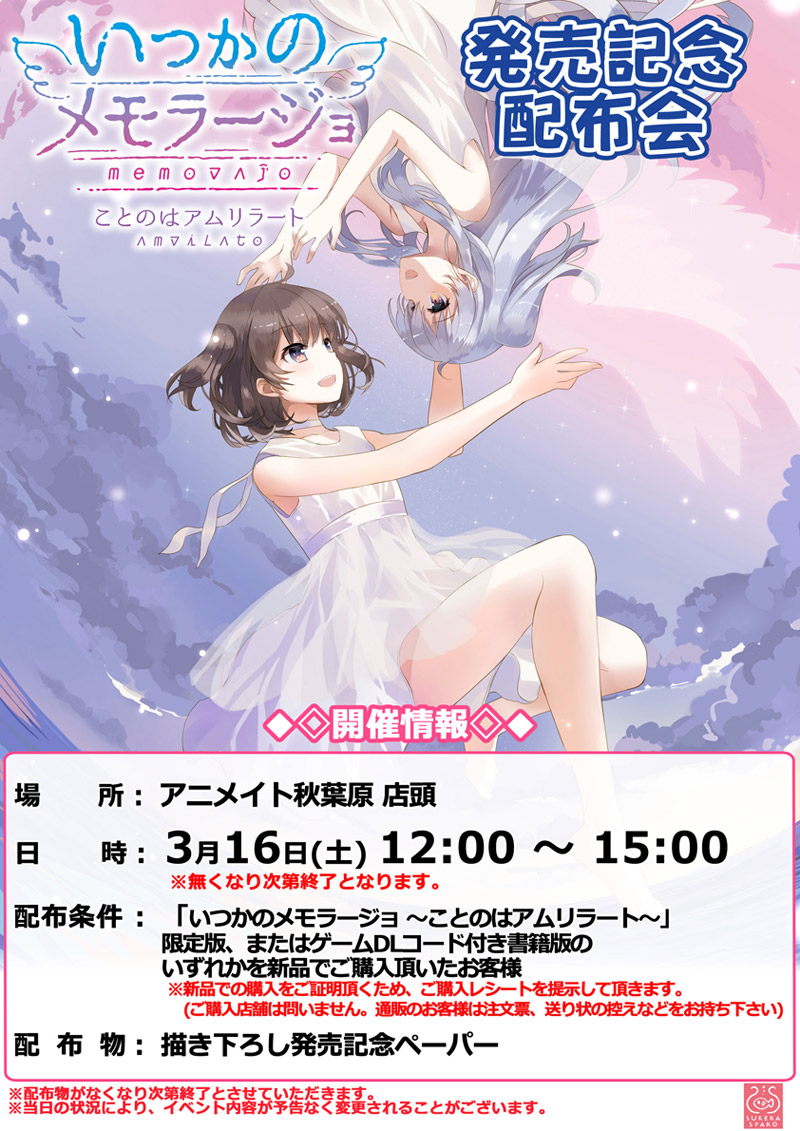 いつかの
メモラージョ
memorajo
ことのはアムリラート
amrilato
発売記念
配布会
◆◇開催情報◇◆
場　　所： アニメイト秋葉原 店頭
日　　時： 3月16日(土) 12:00 ～ 15:00
※無くなり次第終了となります。
配布条件： 「いつかのメモラージョ ～ことのはアムリラート～」
限定版、またはゲームDLコード付き書籍版の
いずれかを新品でご購入頂いたお客様
※新品での購入をご証明頂くため、ご購入レシートを提示して頂きます。
(ご購入店舗は問いません。通販のお客様は注文票、送り状の控えなどをお持ち下さい)
配 布 物： 描き下ろし発売記念ペーパー
※配布物がなくなり次第終了とさせていただきます。
※当日の状況により、イベント内容が予告なく変更されることがございます。
SUKERA
SPARO